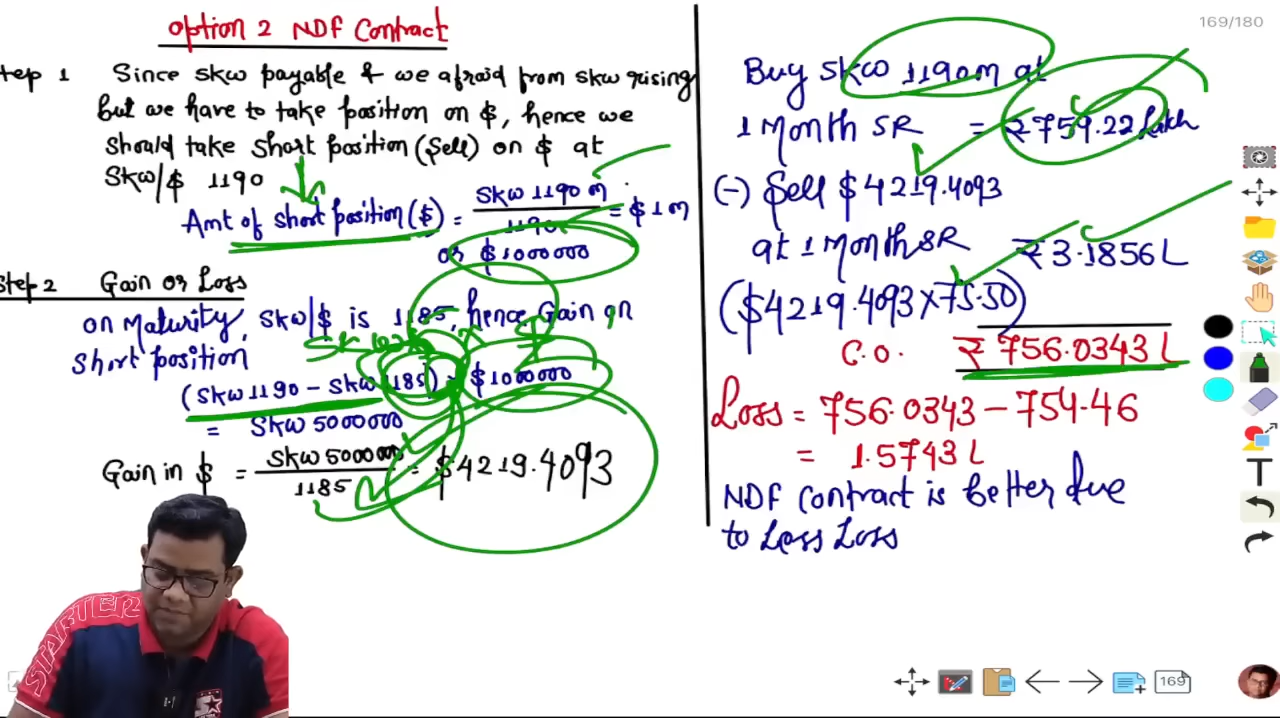 169/180
Option 2 NDF Contract
tep 1 Since SKW payable & we afraid from SKW rising
but we have to take position on $, hence we
should take short position (Sell) on $ at
SKW/$ 1190
Amt of short position ($) = SKW 1190 m
1190
= $ 1 m
or $ 1000000
Step 2 Gain or Loss
on Maturity, SKW/$ is 1185, hence Gain on
short position,
(SKW 1190 - SKW 1185) $ 1000000
= SKW 5000000
Gain in $ = SKW 5000000
1185
= $ 4219.4093
Buy SKW 1190 m at
1 Month SR = ₹ 759.22 Lakh
(-) Sell $ 4219.4093
at 1 Month SR ₹ 3.1856 L
($ 4219.4093 × 75.50)
C.O. ₹ 756.0343 L
Loss = 756.0343 - 754.46
= 1.5743 L
NDF Contract is better due
to Less Loss
STARTER
169